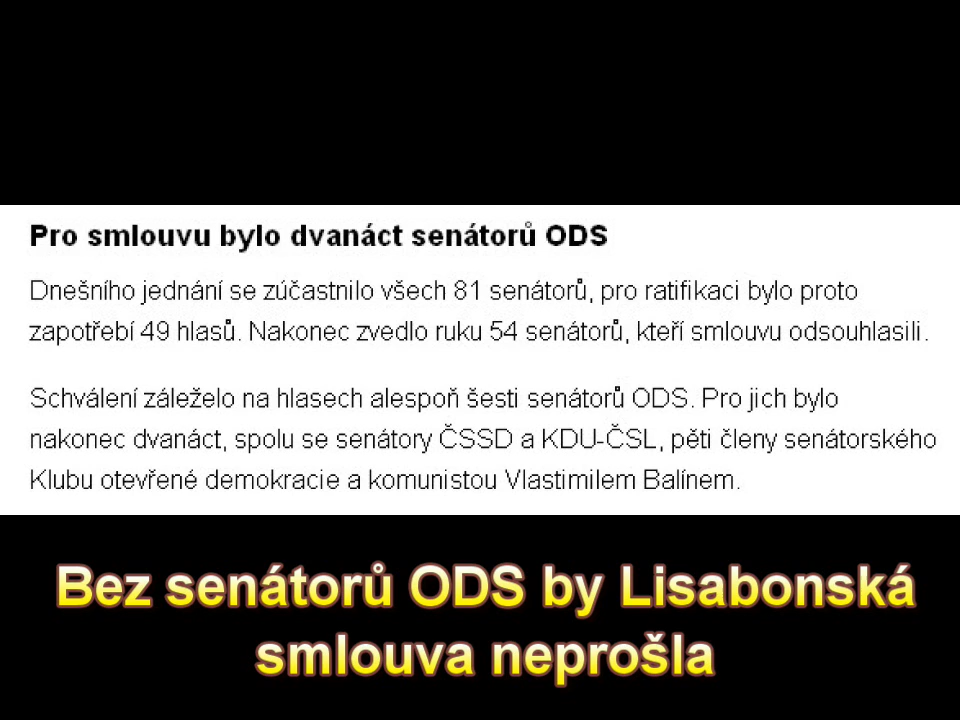 Pro smlouvu bylo dvanáct senátorů ODS
Dnešního jednání se zúčastnilo všech 81 senátorů, pro ratifikaci bylo proto
zapotřebí 49 hlasů. Nakonec zvedlo ruku 54 senátorů, kteří smlouvu odsouhlasili.
Schválení záleželo na hlasech alespoň šesti senátorů ODS. Pro jich bylo
nakonec dvanáct, spolu se senátory ČSSD a KDU-ČSL, pěti členy senátorského
Klubu otevřené demokracie a komunistou Vlastimilem Balínem.
Bez senátorů ODS by Lisabonská
smlouva neprošla